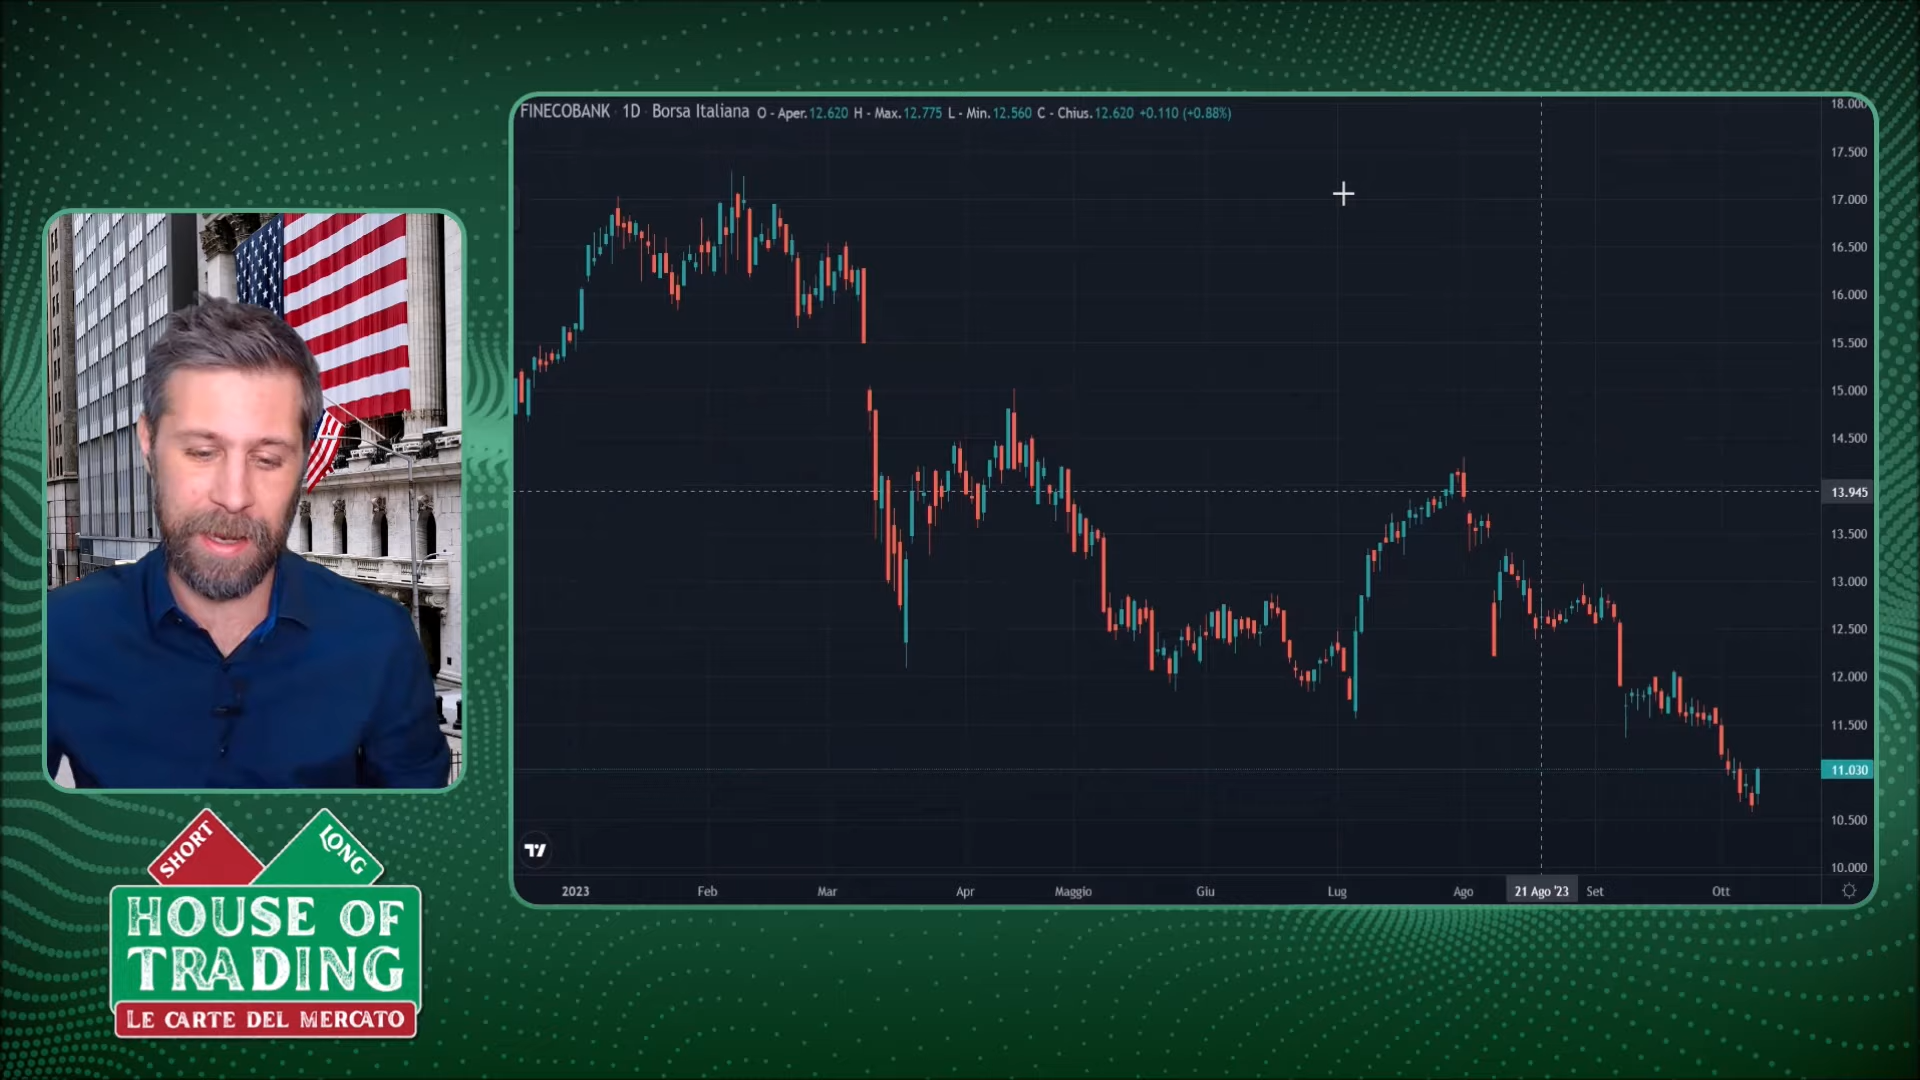 FINECOBANK · 1D · Borsa Italiana O - Aper.12.620 H - Max.12.775 L - Min.12.560 C - Chius.12.620 +0.110 (+0.88%)
18.000
17.500
17.000
16.500
16.000
15.500
15.000
14.500
13.945
13.500
13.000
12.500
12.000
11.500
11.030
10.500
10.000
2023 Feb Mar Apr Maggio Giu Lug Ago 21 Ago '23 Set Ott
SHORT
LONG
HOUSE OF
TRADING
LE CARTE DEL MERCATO